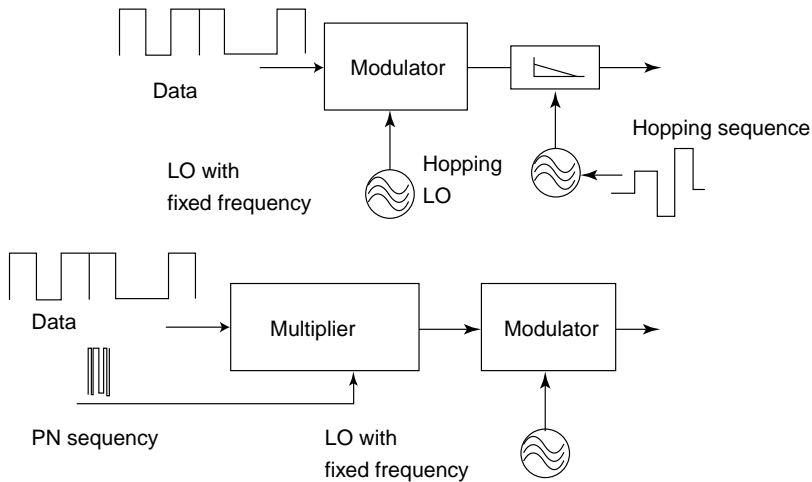 Modulator
Data
Hopping sequence
LO with
fixed frequency
Hopping
LO
Data
Multiplier
Modulator
PN sequency
LO with
fixed frequency